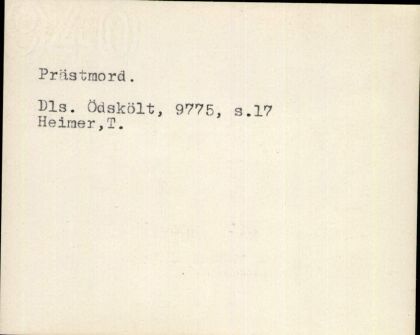 Prästmord.
Dls. Ödskölt, 9775, s.17
Heimer,T.